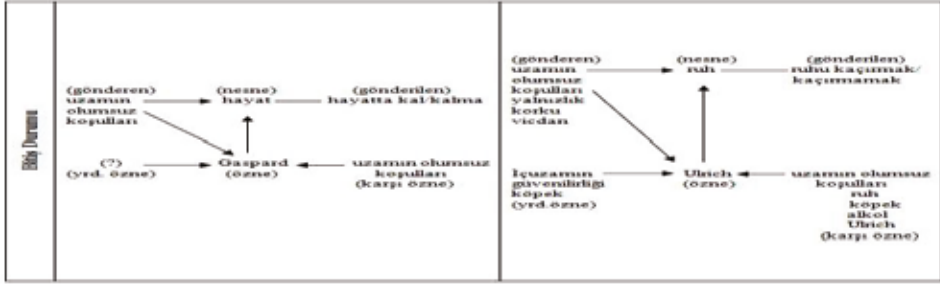 Bitiş Durumu
(gönderen) (nesne) (gönderilen)
uzamın hayat hayatta kal/kalma
olumsuz
koşulları
(?) Gaspard uzamın olumsuz
(yrd. özne) (özne) koşulları
(karşı özne)
(gönderen) (nesne) (gönderilen)
uzamın ruh ruhu kaçırmak/
olumsuz kaçırmamak
koşulları
yalnızlık
korku
vicdan
İçuzamın Ulrich uzamın olumsuz
güvenilirliği (özne) koşulları
köpek ruh
(yrd.özne) köpek
alkol
Ulrich
(karşı özne)